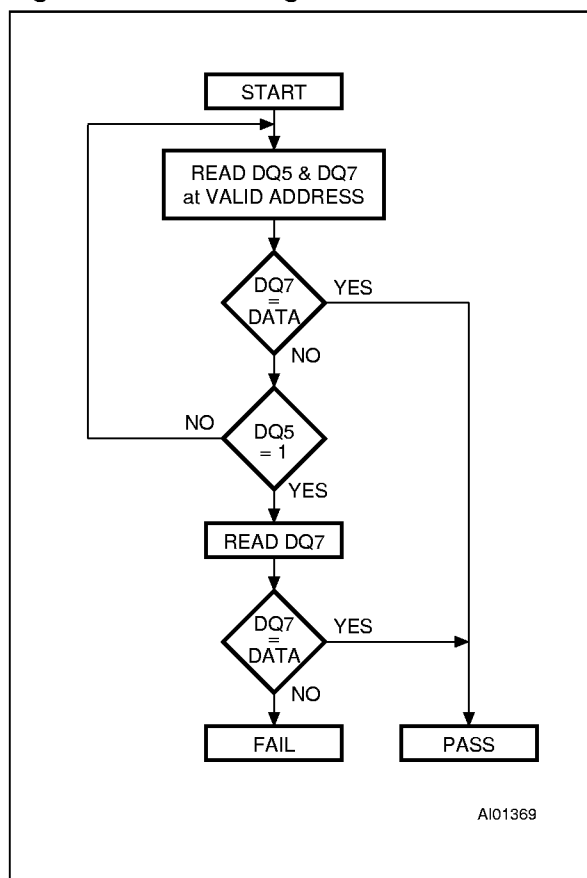 START
READ DQ5 & DQ7
at VALID ADDRESS
DQ7
=
DATA
YES
NO
DQ5
= 1
NO
YES
READ DQ7
DQ7
=
DATA
YES
NO
FAIL
PASS
AI01369